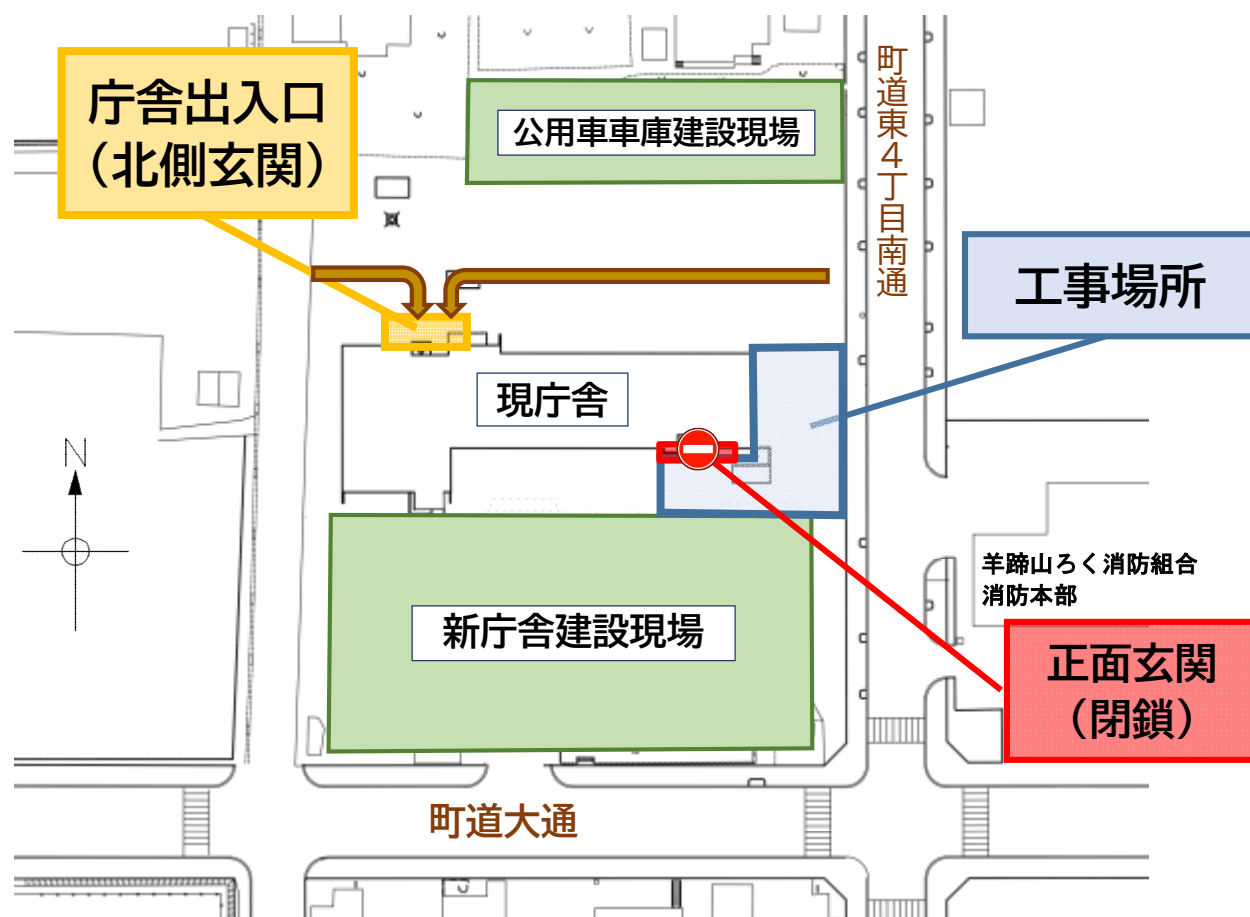 庁舎出入口
（北側玄関）
公用車車庫建設現場
町道東４丁目南通
工事場所
現庁舎
N
羊蹄山ろく消防組合
消防本部
新庁舎建設現場
正面玄関
（閉鎖）
町道大通